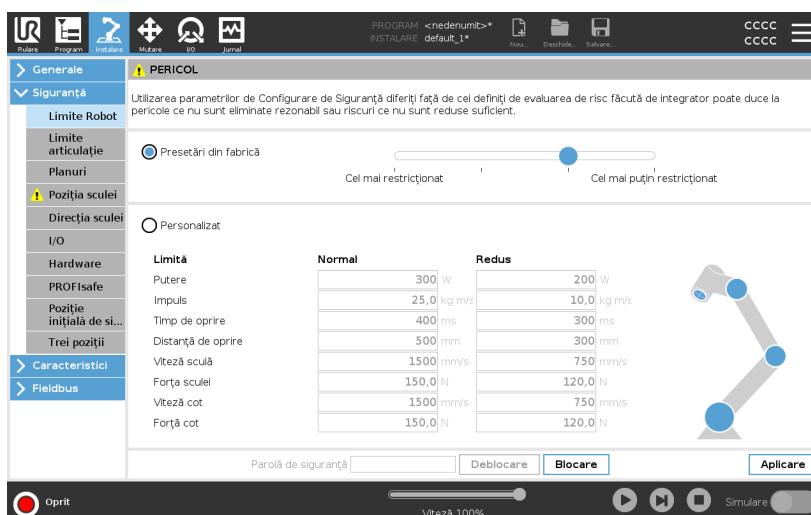 PROGRAM <nedenumit>*
INSTALARE default_1*
CCCC
CCCC
Rulare Program Instalare Mutare I/O Jurnal Nou... Deschide... Salvare...
Generale
Siguranță
Limite Robot
Limite
articulație
Planuri
Poziția sculei
Direcția sculei
I/O
Hardware
PROFIsafe
Poziție
inițială de si...
Trei poziții
Caracteristici
Fieldbus
PERICOL
Utilizarea parametrilor de Configurare de Siguranță diferiți față de cei definiți de evaluarea de risc făcută de integrator poate duce la
pericole ce nu sunt eliminate rezonabil sau riscuri ce nu sunt reduse suficient.
Presetări din fabrică
Cel mai restricționat Cel mai puțin restricționat
Personalizat
Limită Normal Redus
Putere 300 W 200 W
Impuls 25,0 kg m/s 10,0 kg m/s
Timp de oprire 400 ms 300 ms
Distanță de oprire 500 mm 300 mm
Viteză sculă 1500 mm/s 750 mm/s
Forța sculei 150,0 N 120,0 N
Viteză cot 1500 mm/s 750 mm/s
Forță cot 150,0 N 120,0 N
Parolă de siguranță Deblocare Blocare Aplicare
Oprit
Viteză 100%
Simulare